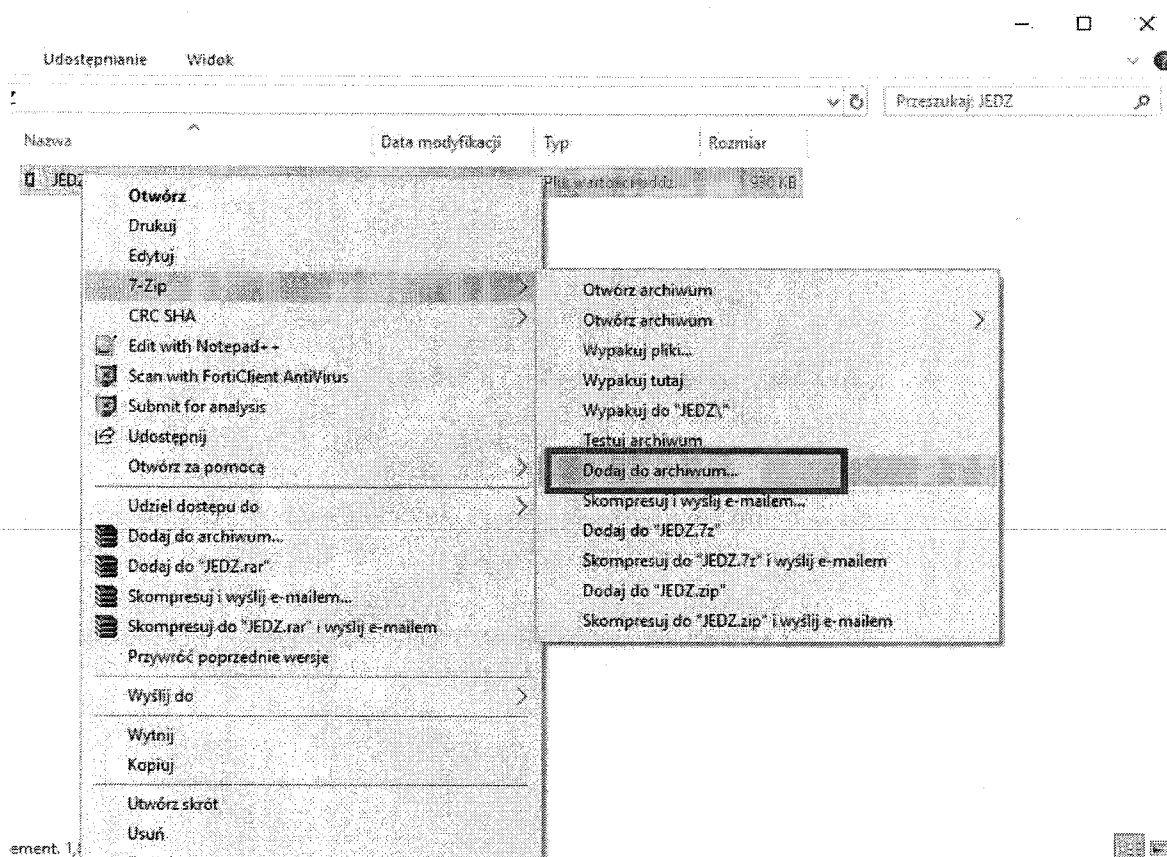 Udostępnianie Widok
Przeszukaj: JEDZ
Nazwa Data modyfikacji Typ Rozmiar
JEDZ
Otwórz
Drukuj
Edytuj
7-Zip
CRC SHA
Edit with Notepad++
Scan with FortiClient AntiVirus
Submit for analysis
Udostępnij
Otwórz za pomocą
Udziel dostępu do
Dodaj do archiwum...
Dodaj do "JEDZ.rar"
Skompresuj i wyślij e-mailem...
Skompresuj do "JEDZ.rar" i wyślij e-mailem
Przywróć poprzednie wersje
Wyślij do
Wytnij
Kopiuj
Utwórz skrót
Usuń
Otwórz archiwum
Otwórz archiwum
Wypakuj pliki...
Wypakuj tutaj
Wypakuj do "JEDZ\"
Testuj archiwum
Dodaj do archiwum...
Skompresuj i wyślij e-mailem...
Dodaj do "JEDZ.7z"
Skompresuj do "JEDZ.7z" i wyślij e-mailem
Dodaj do "JEDZ.zip"
Skompresuj do "JEDZ.zip" i wyślij e-mailem